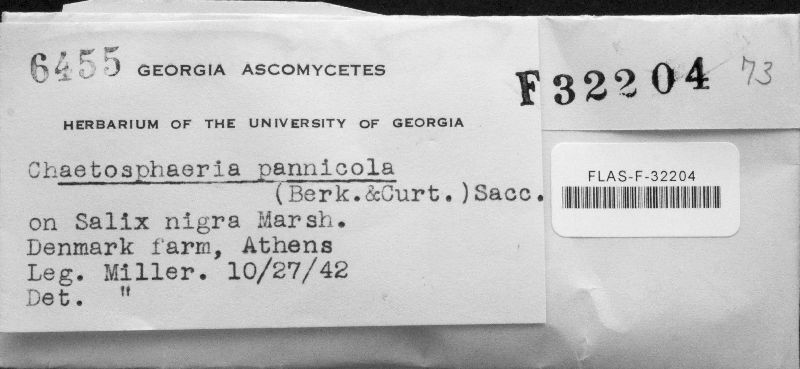 6455 GEORGIA ASCOMYCETES
HERBARIUM OF THE UNIVERSITY OF GEORGIA
Chaetosphaeria pannicola
(Berk.&Curt.)Sacc.
on Salix nigra Marsh.
Denmark farm, Athens
Leg. Miller. 10/27/42
Det. "
F32204 73
FLAS-F-32204